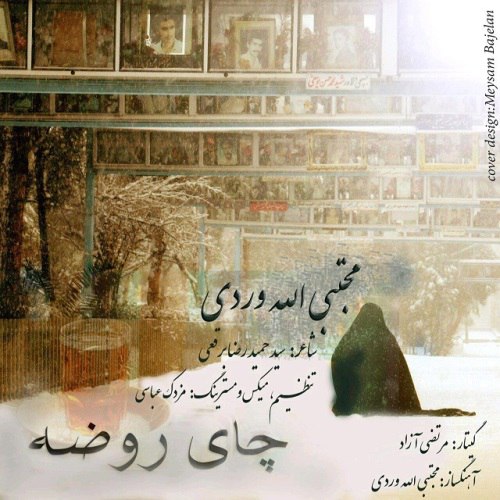 cover design:Meysam Bajelan
مجتبی الله وردی
شاعر: سید حمیدرضا برقعی
تنظیم، میکس و مسترینگ: مزدک عباسی
چای روضه
گیتار: مرتضی آزاد
آهنگساز: مجتبی الله وردی